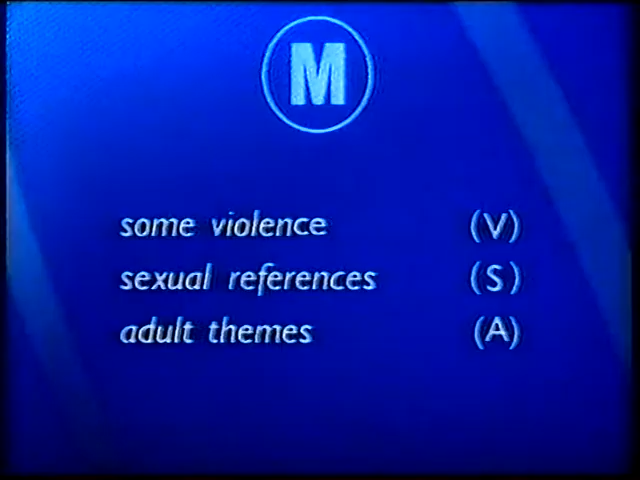 M
some violence (V)
sexual references (S)
adult themes (A)